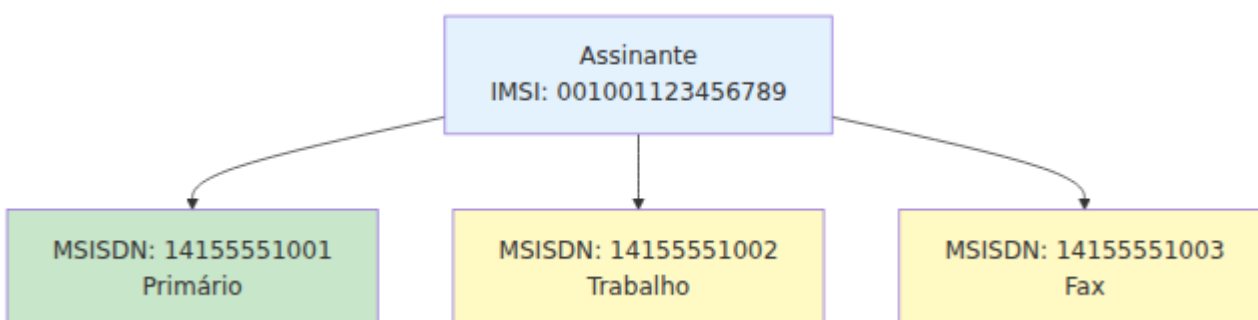 Assinante
IMSI: 001001123456789
MSISDN: 14155551001
Primário
MSISDN: 14155551002
Trabalho
MSISDN: 14155551003
Fax